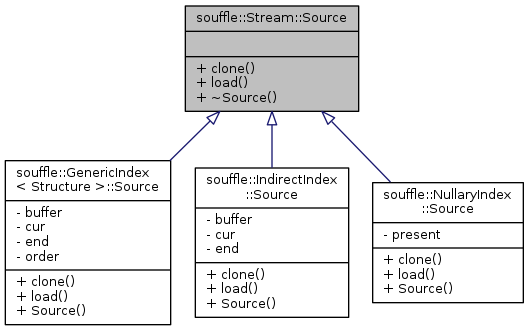 souffle::Stream::Source
+ clone()
+ load()
+ ~Source()
souffle::GenericIndex
< Structure >::Source
- buffer
- cur
- end
- order
+ clone()
+ load()
+ Source()
souffle::IndirectIndex
::Source
- buffer
- cur
- end
+ clone()
+ load()
+ Source()
souffle::NullaryIndex
::Source
- present
+ clone()
+ load()
+ Source()